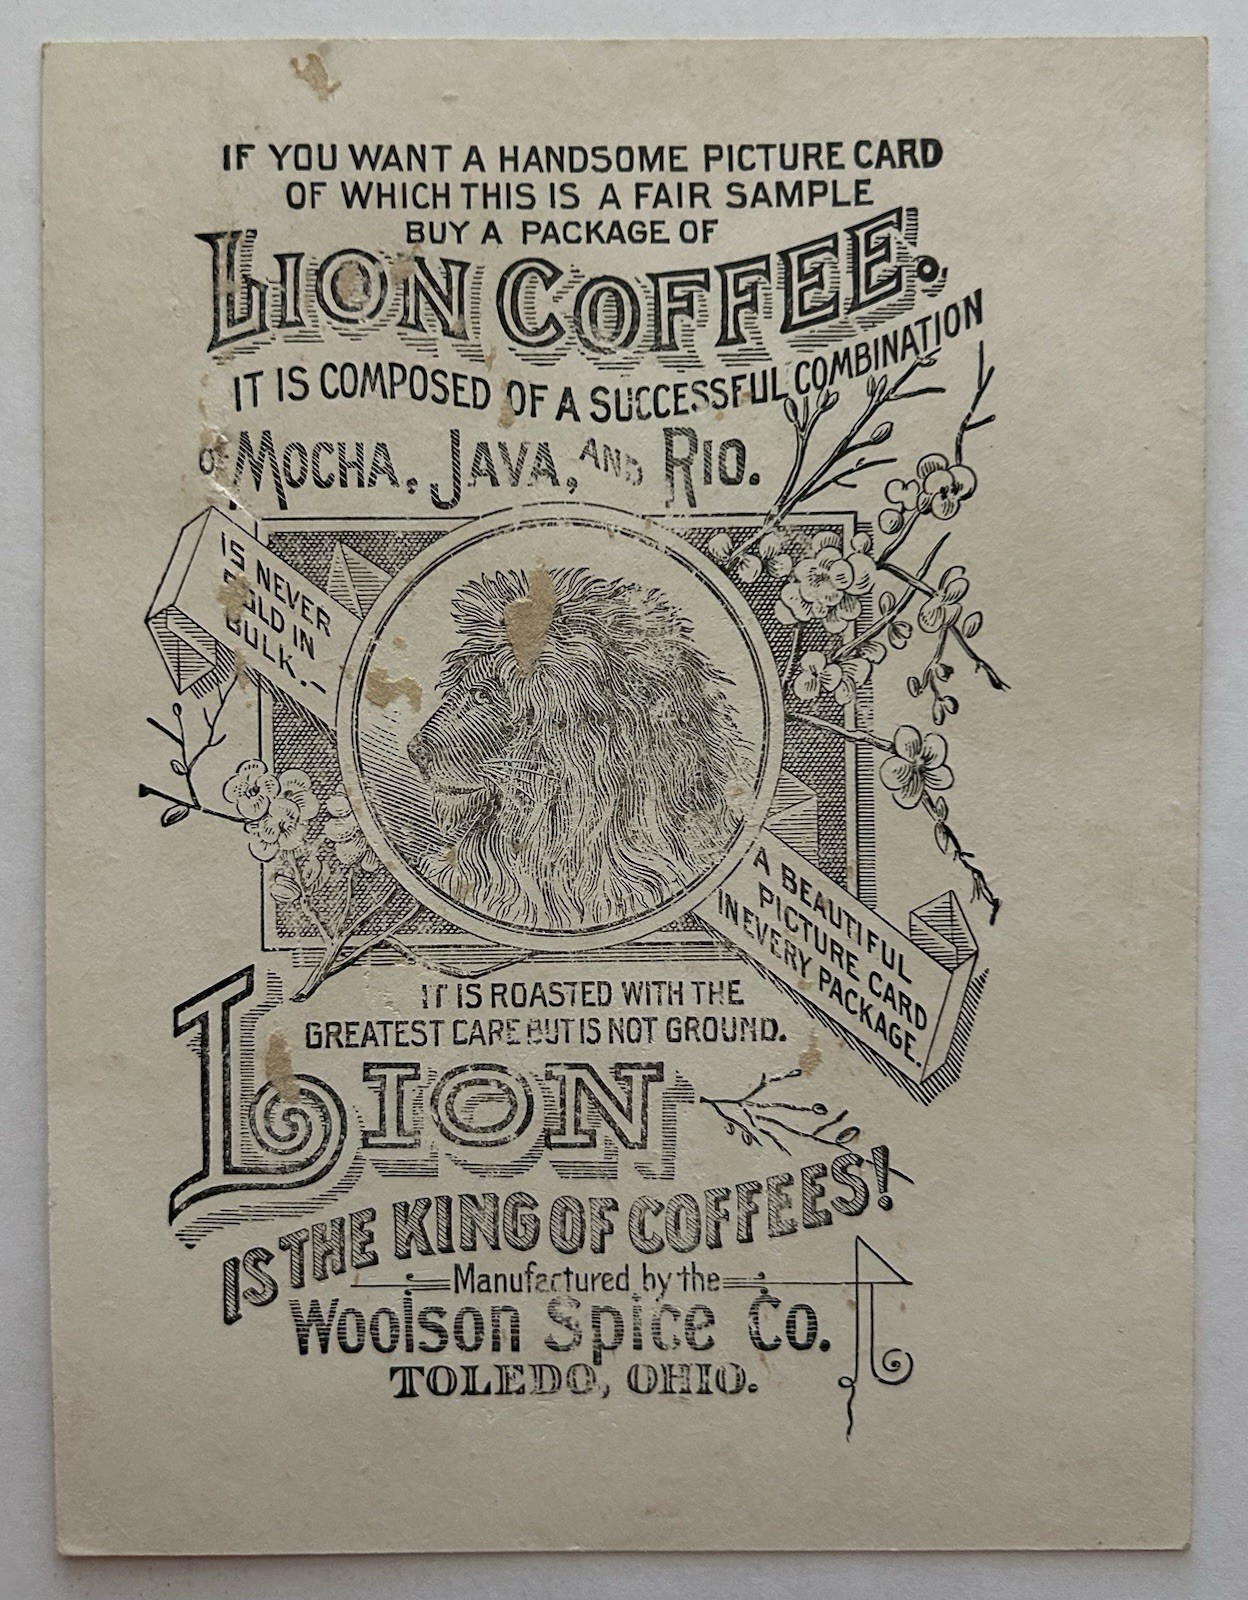 IF YOU WANT A HANDSOME PICTURE CARD
OF WHICH THIS IS A FAIR SAMPLE
BUY A PACKAGE OF
LION COFFEE.
IT IS COMPOSED OF A SUCCESSFUL COMBINATION
OF MOCHA, JAVA, AND RIO.
IS NEVER
SOLD IN
BULK.
A BEAUTIFUL
PICTURE CARD
IN EVERY PACKAGE.
IT IS ROASTED WITH THE
GREATEST CARE BUT IS NOT GROUND.
LION
IS THE KING OF COFFEES!
Manufactured by the
Woolson Spice Co.
TOLEDO, OHIO.